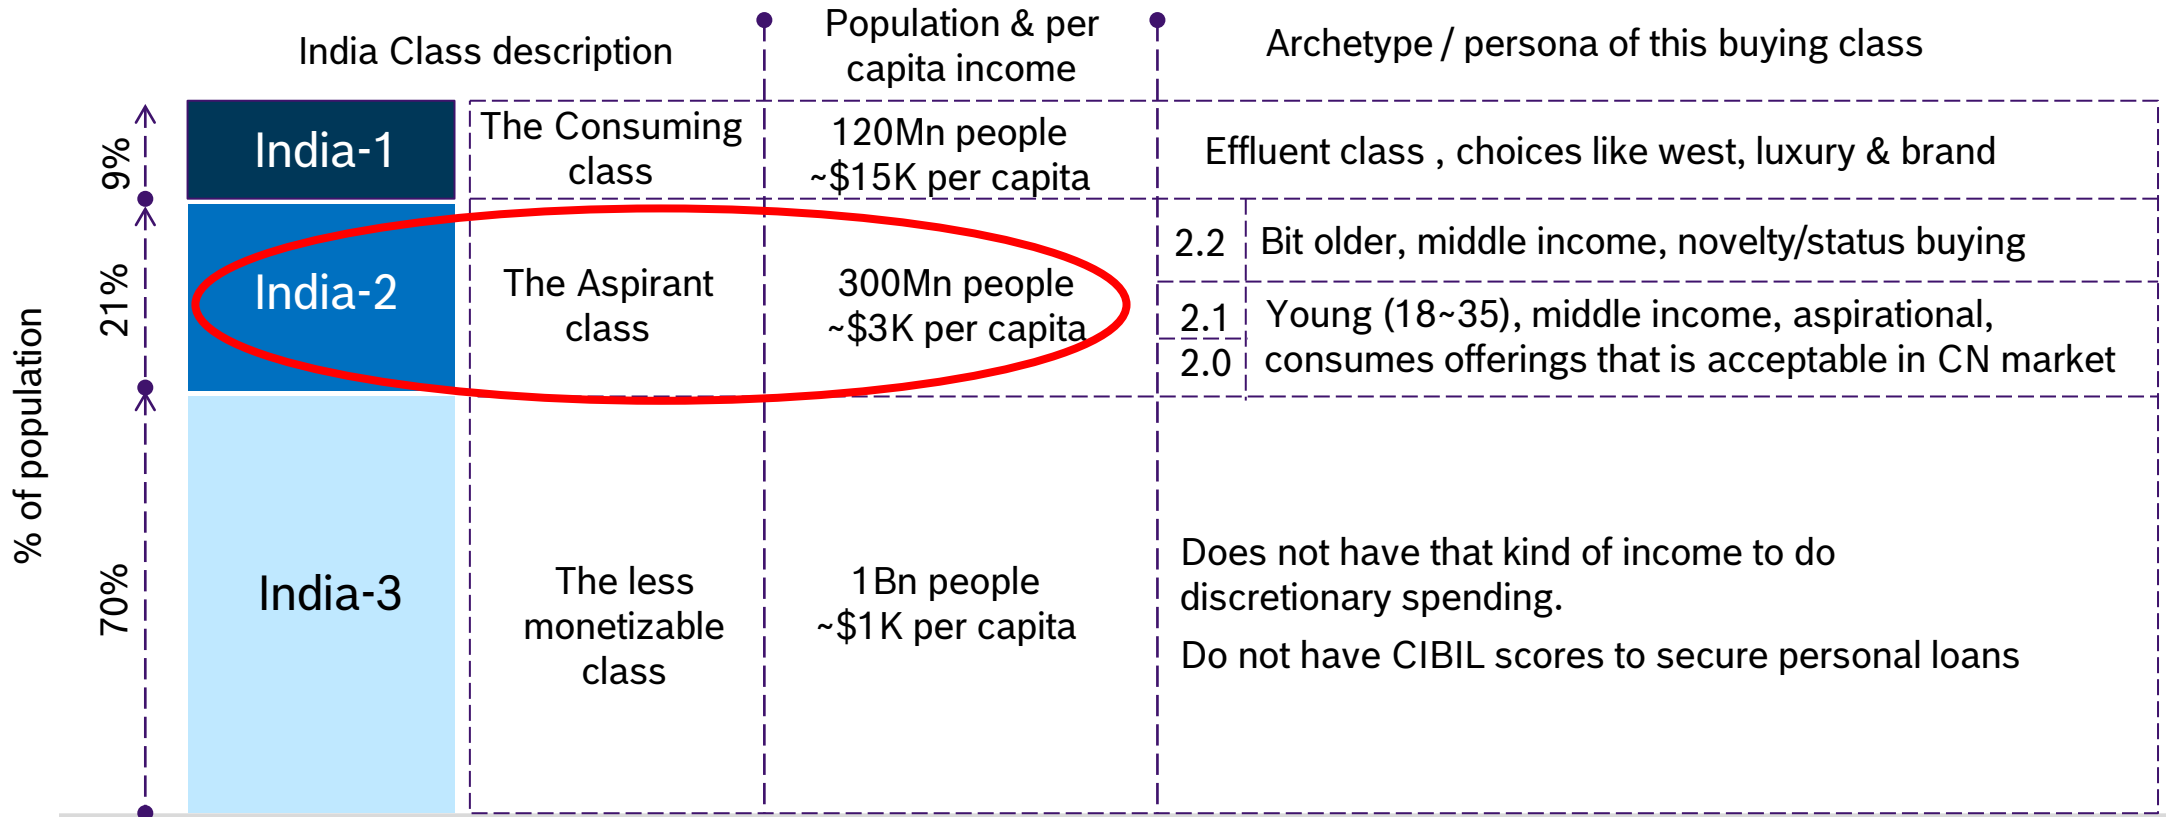 India Class description
Population & per
capita income
Archetype / persona of this buying class
% of population
9%
India-1
The Consuming
class
120Mn people
~$15K per capita
Effluent class , choices like west, luxury & brand
21%
India-2
The Aspirant
class
300Mn people
~$3K per capita
2.2
Bit older, middle income, novelty/status buying
2.1
2.0
Young (18~35), middle income, aspirational,
consumes offerings that is acceptable in CN market
70%
India-3
The less
monetizable
class
1Bn people
~$1K per capita
Does not have that kind of income to do
discretionary spending.
Do not have CIBIL scores to secure personal loans